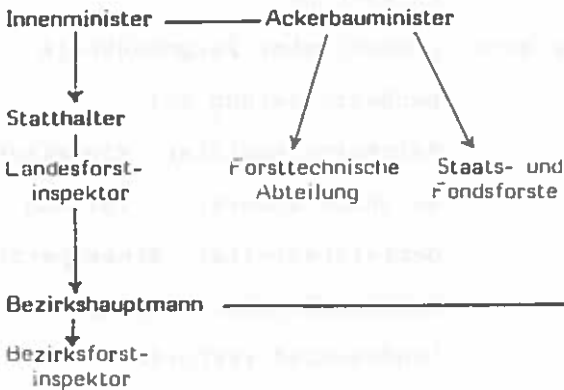 Innenminister Ackerbauminister
Statthalter
Landesforst-
inspektor
Forsttechnische
Abteilung
Staats- und
Fondsforste
Bezirkshauptmann
Bezirksforst-
inspektor